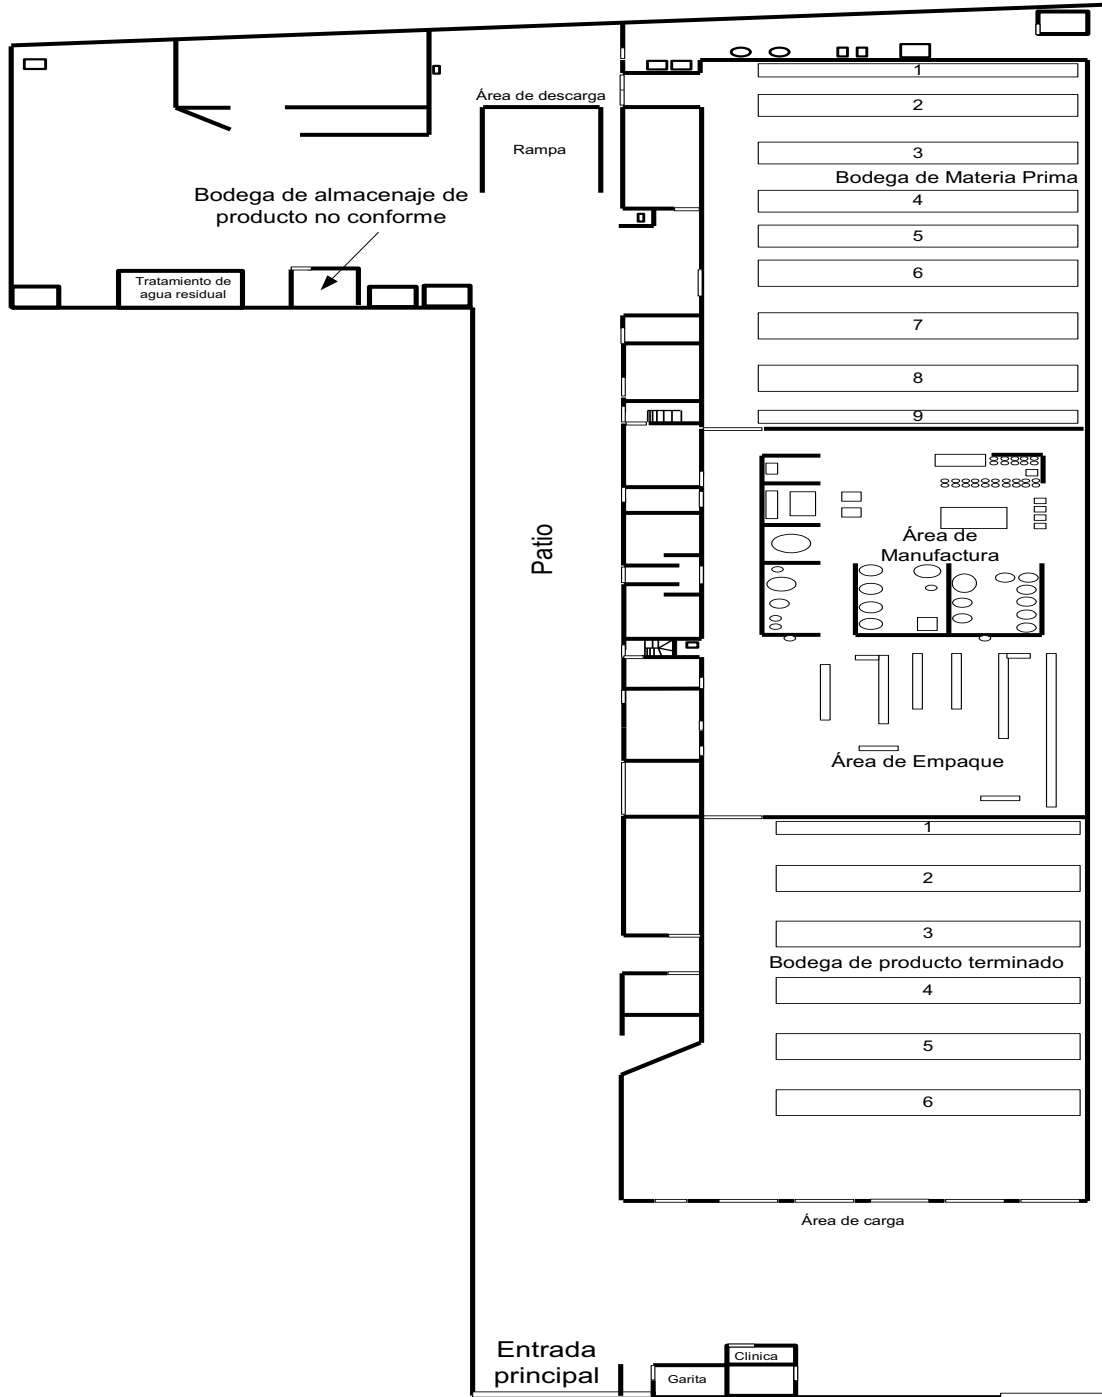 1
Área de descarga
2
Rampa
3
Bodega de Materia Prima
Bodega de almacenaje de
producto no conforme
4
5
6
Tratamiento de
agua residual
7
8
9
Patio
Área de
Manufactura
Área de Empaque
1
2
3
Bodega de producto terminado
4
5
6
Área de carga
Entrada
principal
Clinica
Garita